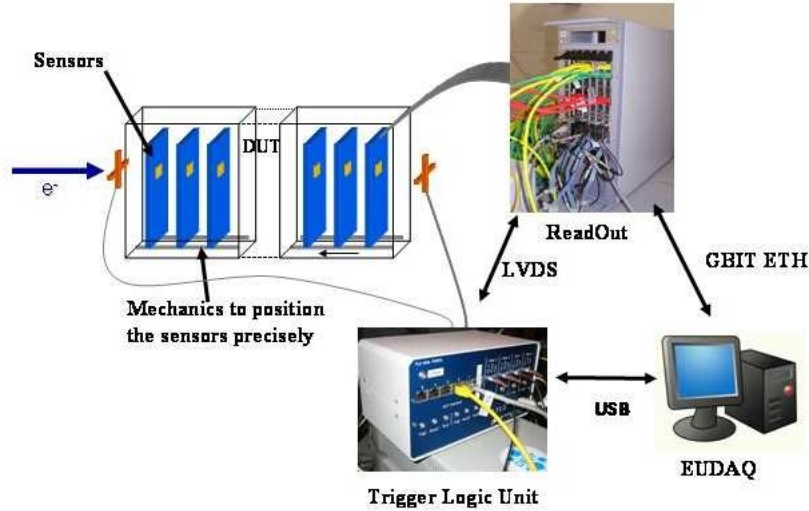 Sensors
DUT
e-
ReadOut
LVDS
GBIT ETH
Mechanics to position
the sensors precisely
USB
EUDAQ
Trigger Logic Unit